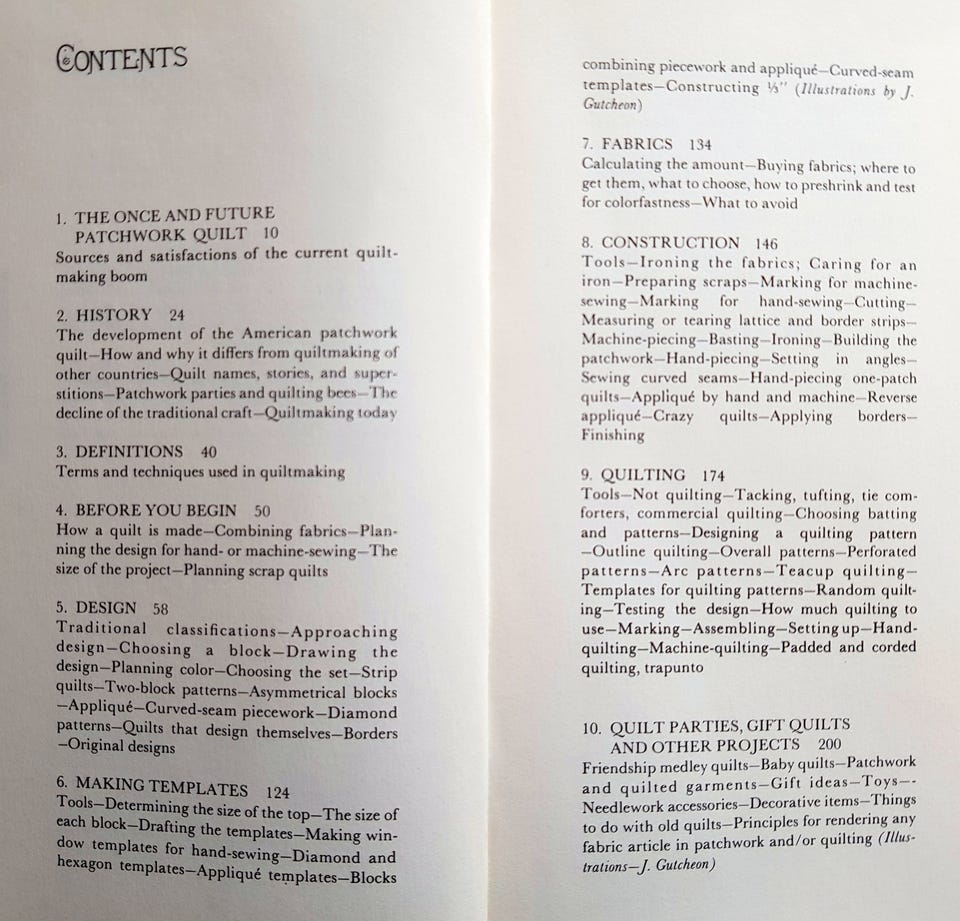 CONTENTS
1. THE ONCE AND FUTURE
PATCHWORK QUILT 10
Sources and satisfactions of the current quilt-
making boom
2. HISTORY 24
The development of the American patchwork
quilt—How and why it differs from quiltmaking of
other countries—Quilt names, stories, and super-
stitions—Patchwork parties and quilting bees—The
decline of the traditional craft—Quiltmaking today
3. DEFINITIONS 40
Terms and techniques used in quiltmaking
4. BEFORE YOU BEGIN 50
How a quilt is made—Combining fabrics—Plan-
ning the design for hand- or machine-sewing—The
size of the project—Planning scrap quilts
5. DESIGN 58
Traditional classifications—Approaching
design—Choosing a block—Drawing the
design—Planning color—Choosing the set—Strip
quilts—Two-block patterns—Asymmetrical blocks
—Appliqué—Curved-seam piecework—Diamond
patterns—Quilts that design themselves—Borders
—Original designs
6. MAKING TEMPLATES 124
Tools—Determining the size of the top—The size of
each block—Drafting the templates—Making win-
dow templates for hand-sewing—Diamond and
hexagon templates—Appliqué templates—Blocks
combining piecework and appliqué—Curved-seam
templates—Constructing ⅓" (Illustrations by J.
Gutcheon)
7. FABRICS 134
Calculating the amount—Buying fabrics; where to
get them, what to choose, how to preshrink and test
for colorfastness—What to avoid
8. CONSTRUCTION 146
Tools—Ironing the fabrics; Caring for an
iron—Preparing scraps—Marking for machine-
sewing—Marking for hand-sewing—Cutting—
Measuring or tearing lattice and border strips—
Machine-piecing—Basting—Ironing—Building the
patchwork—Hand-piecing—Setting in angles—
Sewing curved seams—Hand-piecing one-patch
quilts—Appliqué by hand and machine—Reverse
appliqué—Crazy quilts—Applying borders—
Finishing
9. QUILTING 174
Tools—Not quilting—Tacking, tufting, tie com-
forters, commercial quilting—Choosing batting
and patterns—Designing a quilting pattern
—Outline quilting—Overall patterns—Perforated
patterns—Arc patterns—Teacup quilting—
Templates for quilting patterns—Random quilt-
ing—Testing the design—How much quilting to
use—Marking—Assembling—Setting up—Hand-
quilting—Machine-quilting—Padded and corded
quilting, trapunto
10. QUILT PARTIES, GIFT QUILTS
AND OTHER PROJECTS 200
Friendship medley quilts—Baby quilts—Patchwork
and quilted garments—Gift ideas—Toys—-
Needlework accessories—Decorative items—Things
to do with old quilts—Principles for rendering any
fabric article in patchwork and/or quilting (Illus-
trations—J. Gutcheon)